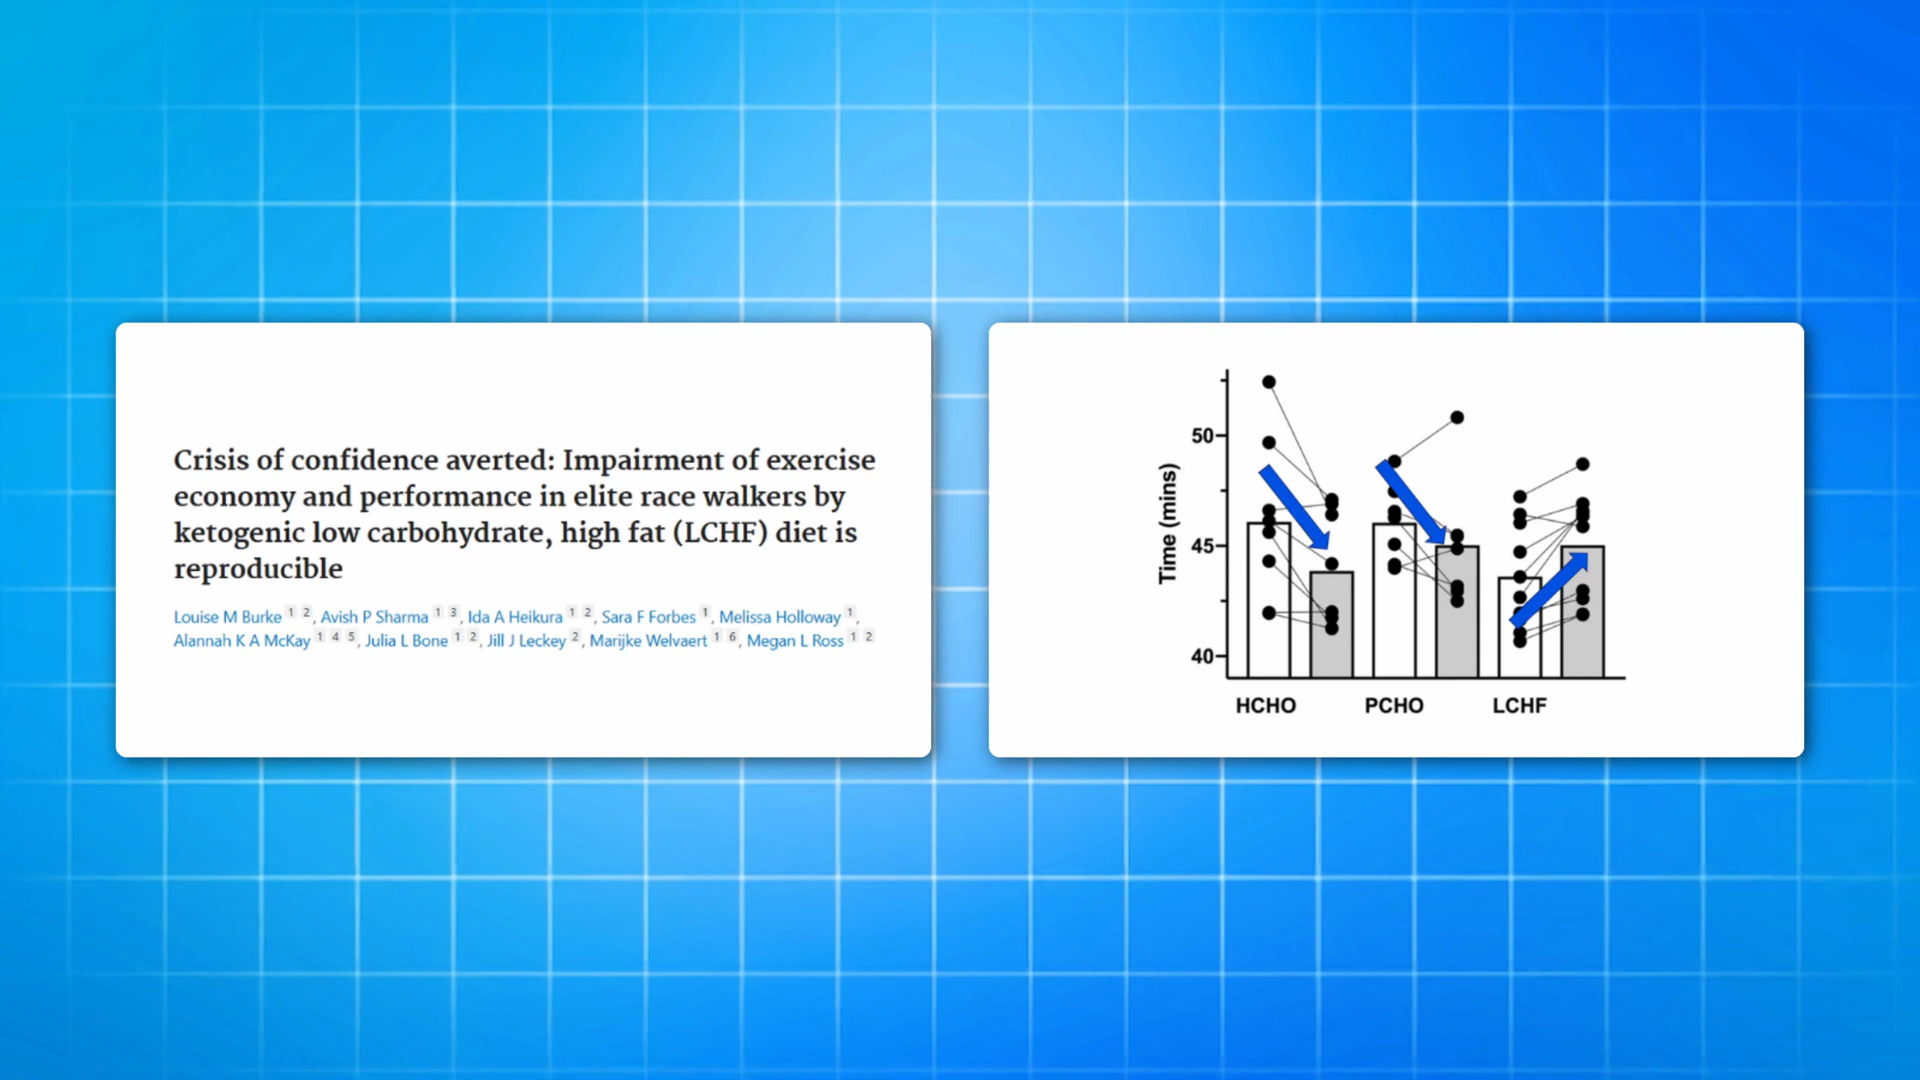 Crisis of confidence averted: Impairment of exercise
economy and performance in elite race walkers by
ketogenic low carbohydrate, high fat (LCHF) diet is
reproducible
Louise M Burke 1 2, Avish P Sharma 1 3, Ida A Heikura 1 2, Sara F Forbes 1, Melissa Holloway 1,
Alannah K A McKay 1 4 5, Julia L Bone 1 2, Jill J Leckey 2, Marijke Welvaert 1 6, Megan L Ross 1 2
Time (mins)
50
45
40
HCHO PCHO LCHF